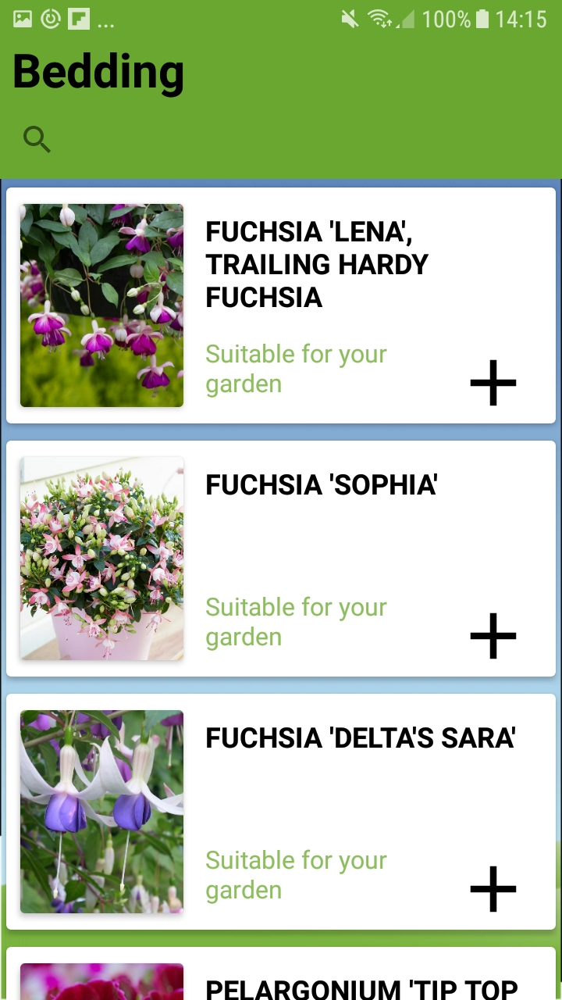 ... 100% 14:15
Bedding
FUCHSIA 'LENA',
TRAILING HARDY
FUCHSIA
Suitable for your
garden
FUCHSIA 'SOPHIA'
Suitable for your
garden
FUCHSIA 'DELTA'S SARA'
Suitable for your
garden
PELARGONIUM 'TIP TOP